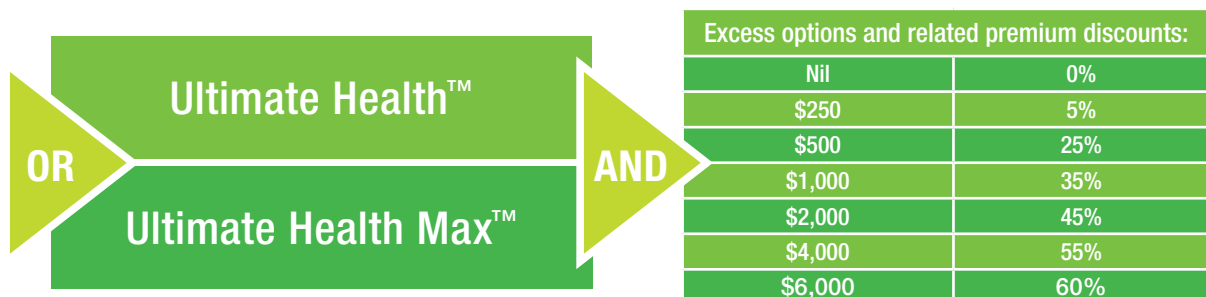 OR
Ultimate Health™
Ultimate Health Max™
AND
Excess options and related premium discounts:
Nil 0%
$250 5%
$500 25%
$1,000 35%
$2,000 45%
$4,000 55%
$6,000 60%